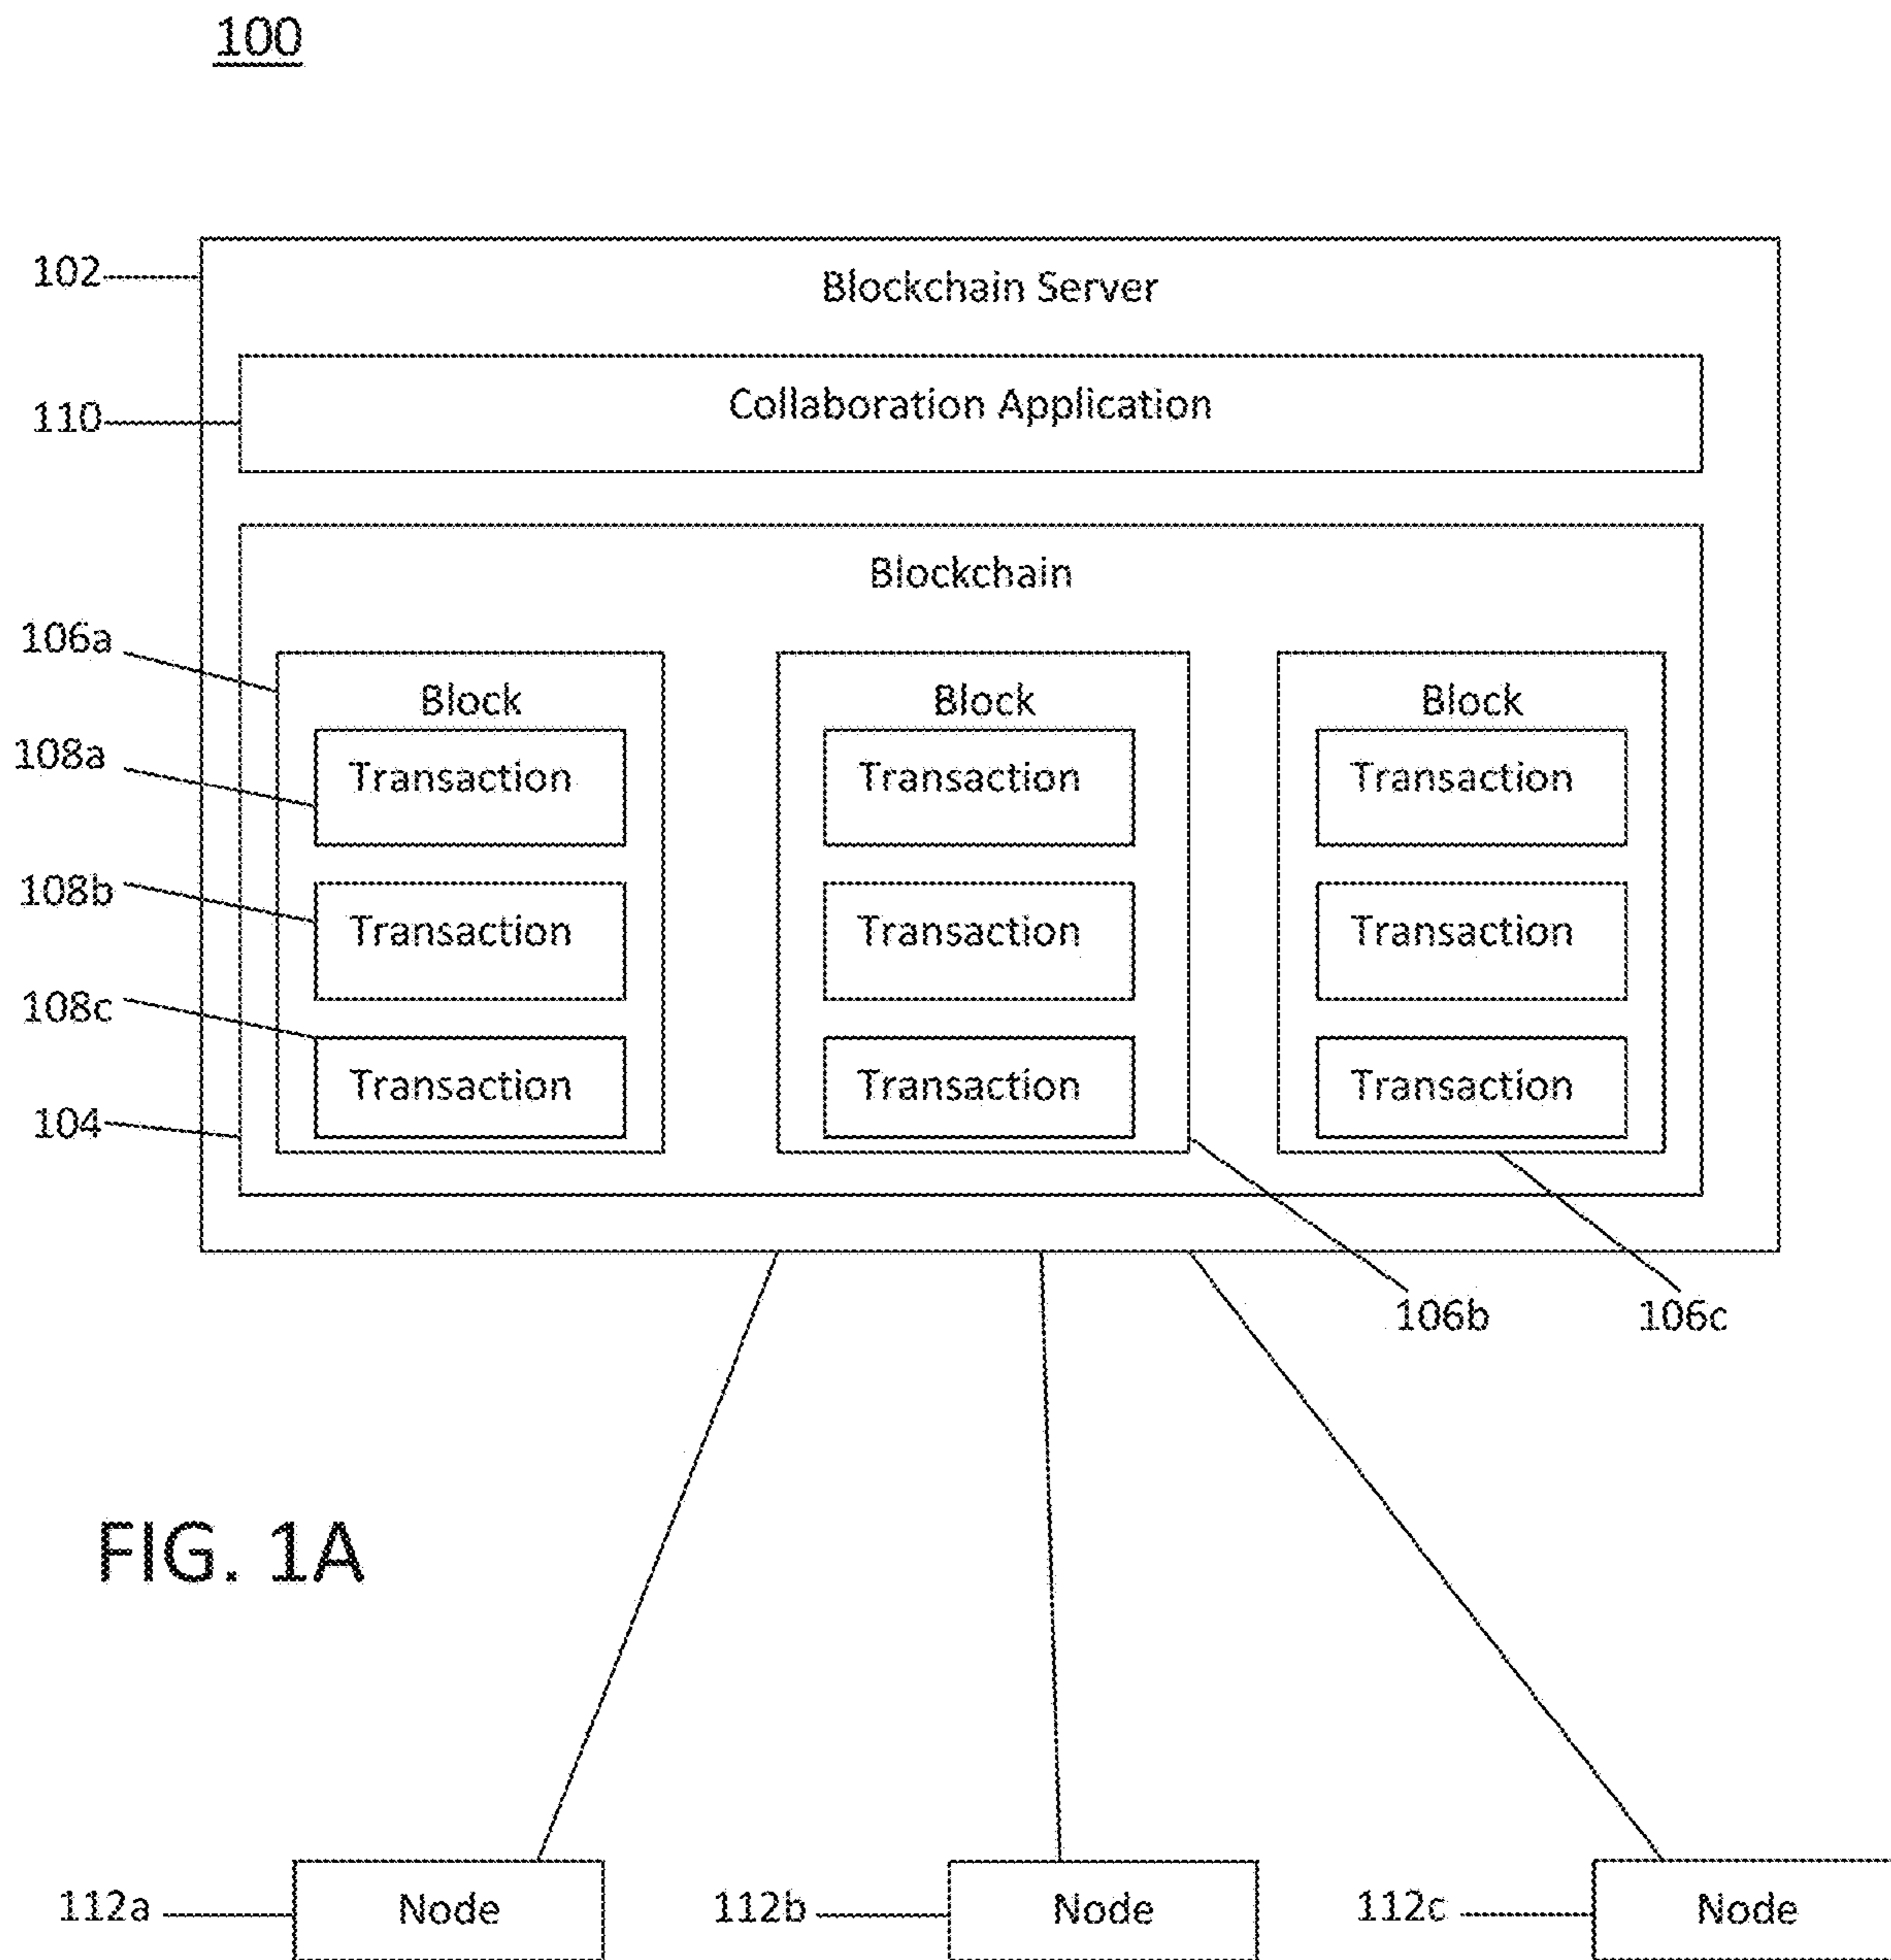 100
102
Blockchain Server
110
Collaboration Application
Blockchain
106a
Block Block Block
108a
Transaction Transaction Transaction
108b
Transaction Transaction Transaction
108c
Transaction Transaction Transaction
104
106b 106c
FIG. 1A
112a Node 112b Node 112c Node